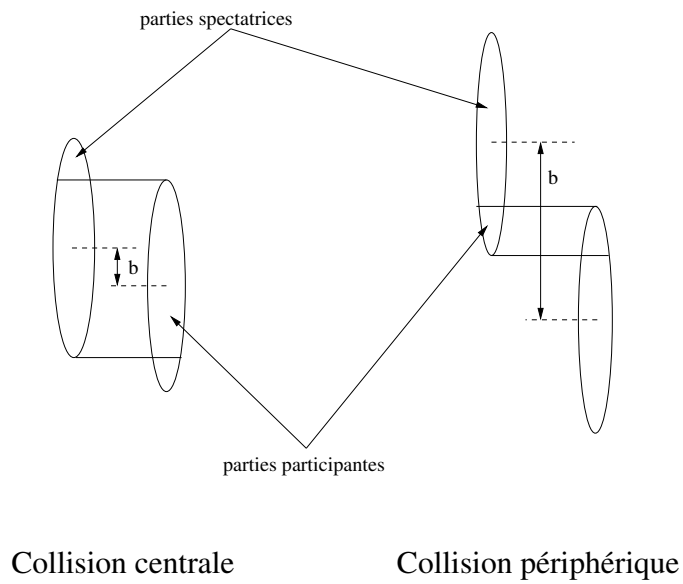 parties spectatrices
b
b
parties participantes
Collision centrale
Collision périphérique